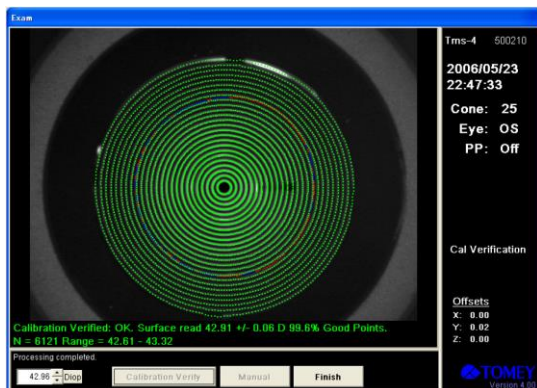 Exam
Tms-4 500210
2006/05/23
22:47:33
Cone: 25
Eye: OS
PP: Off
Cal Verification
Offsets
X: 0.00
Y: 0.02
Z: 0.00
Calibration Verified: OK. Surface read 42.91 +/- 0.06 D 99.6% Good Points.
N = 6121 Range = 42.61 - 43.32
Processing completed.
42.96 Diop
Calibration Verify
Manual
Finish
TOMEY
Version 4.00